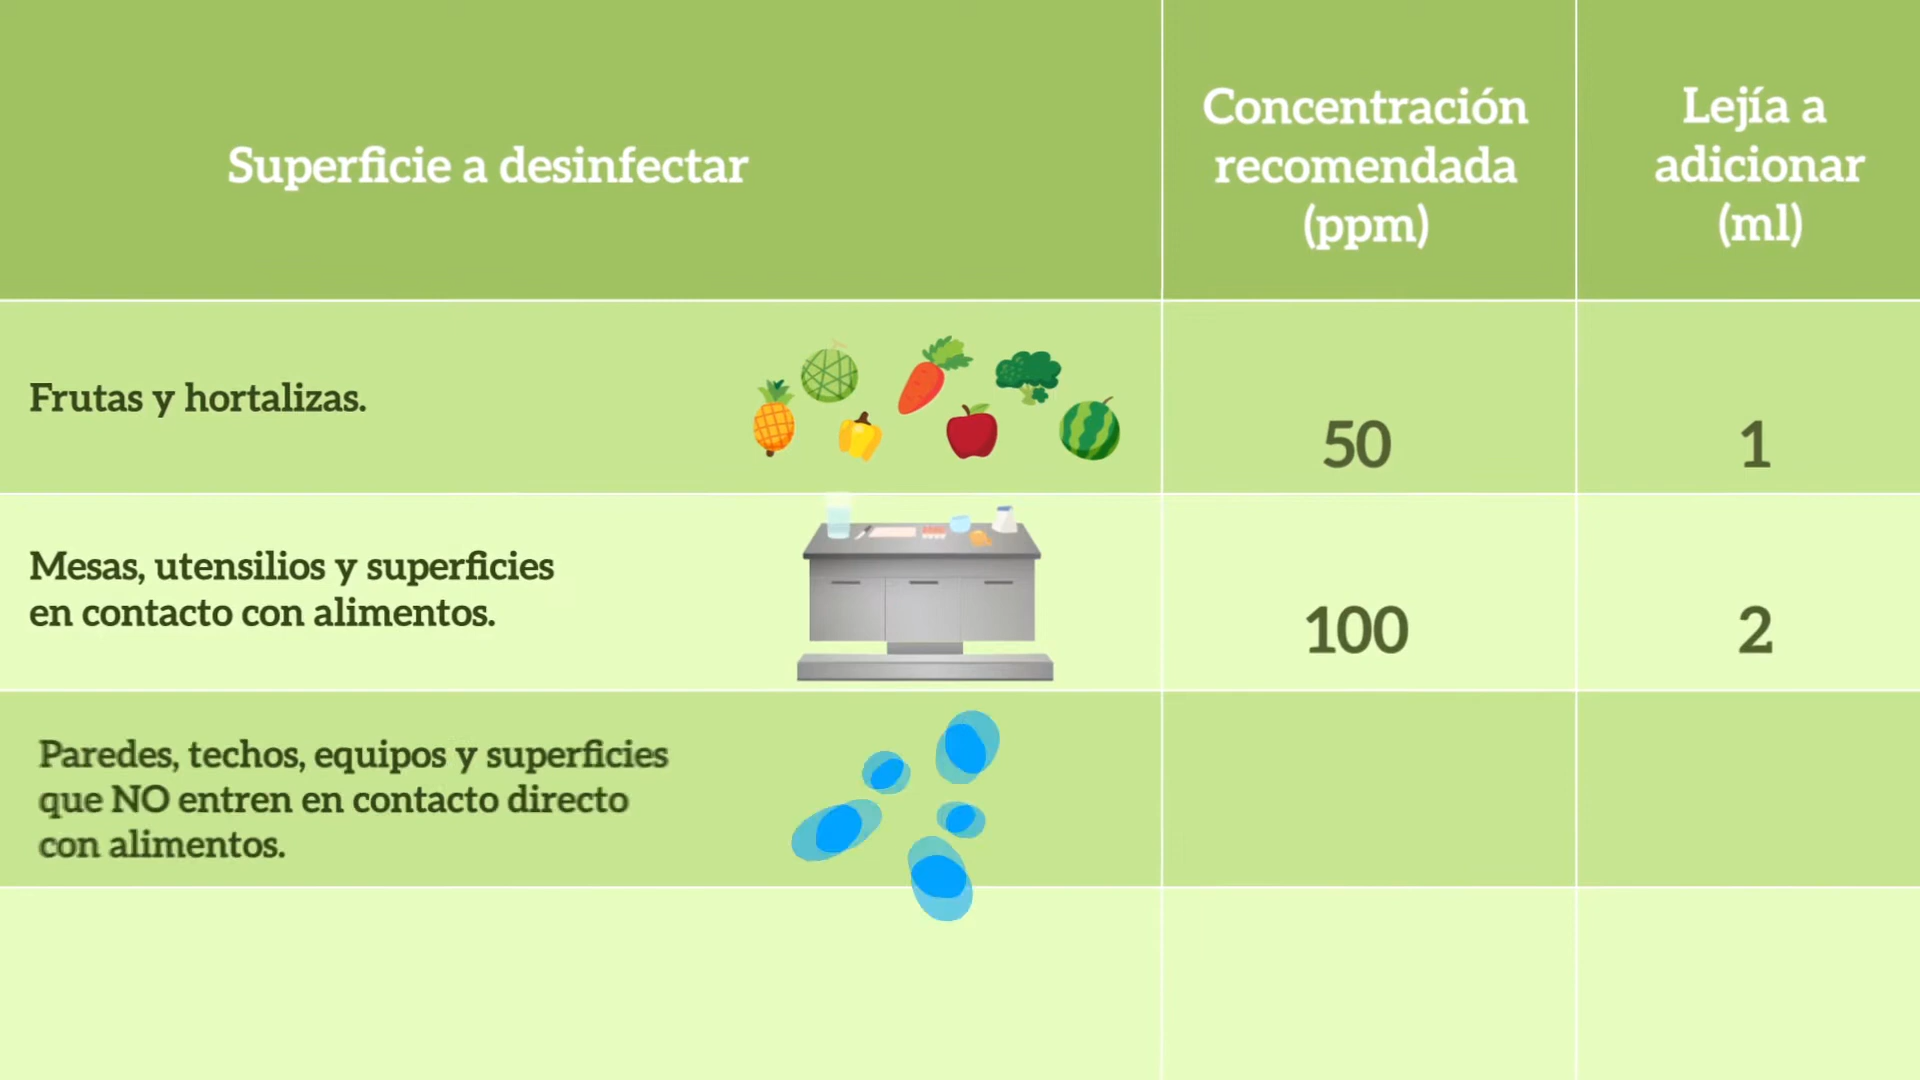 Superficie a desinfectar
Concentración
recomendada
(ppm)
Lejía a
adicionar
(ml)
Frutas y hortalizas.
50
1
Mesas, utensilios y superficies
en contacto con alimentos.
100
2
Paredes, techos, equipos y superficies
que NO entren en contacto directo
con alimentos.